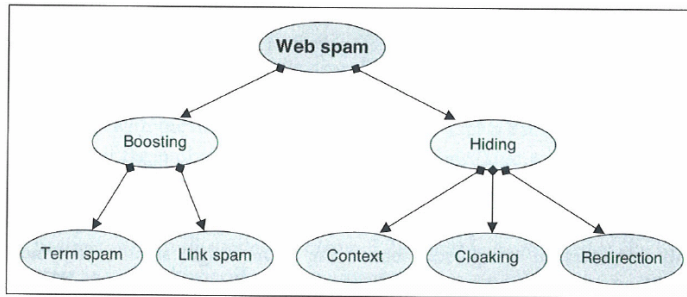 Web spam
Boosting
Hiding
Term spam
Link spam
Context
Cloaking
Redirection